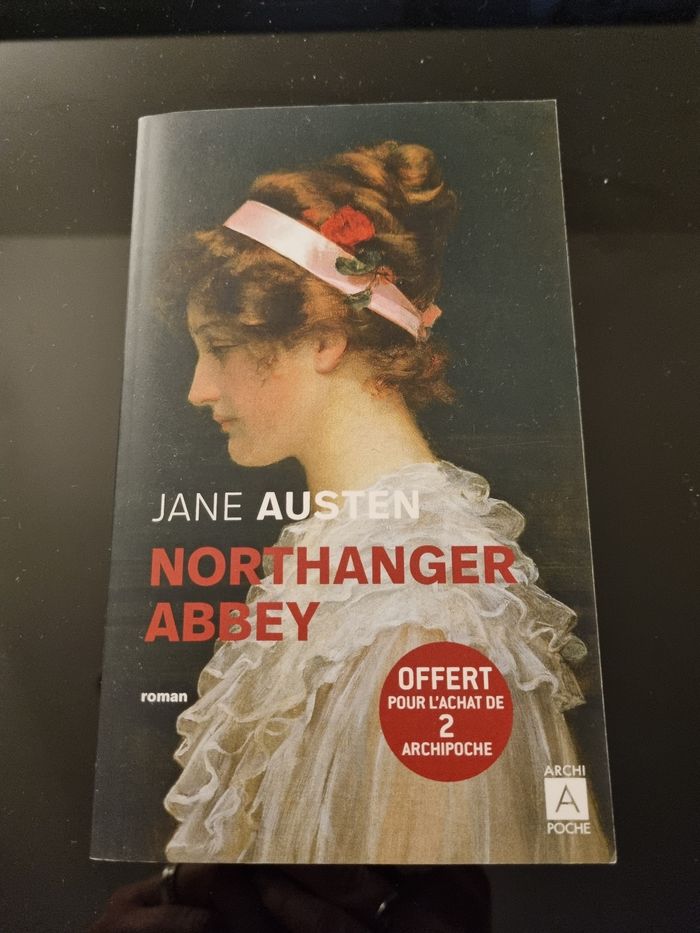 JANE AUSTEN
NORTHANGER
ABBEY
roman
OFFERT
POUR L'ACHAT DE
2
ARCHIPOCHE
ARCHI
A
POCHE